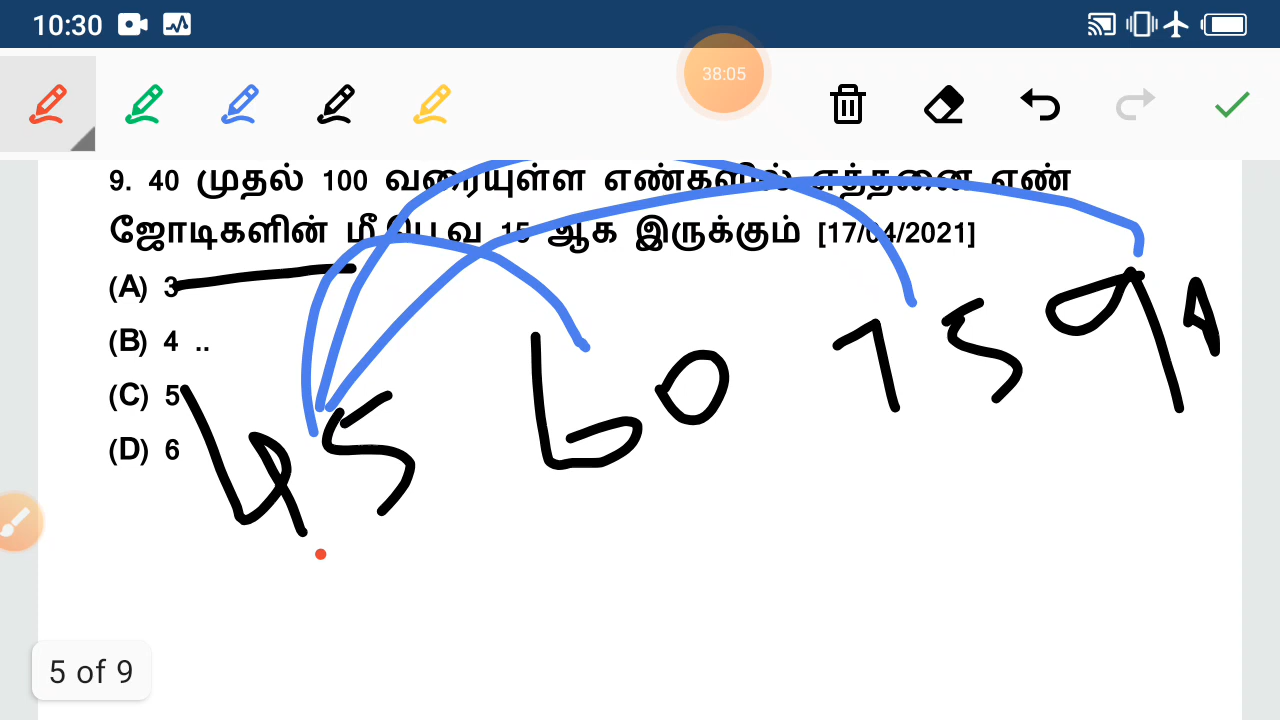 10:30
38:05
9. 40 முதல் 100 வரையுள்ள எண்களில் எத்தனை எண்
ஜோடிகளின் மீ.பெ.வ 15 ஆக இருக்கும் [17/04/2021]
(A) 3
(B) 4 ..
(C) 5
(D) 6
45 60 75 90
5 of 9